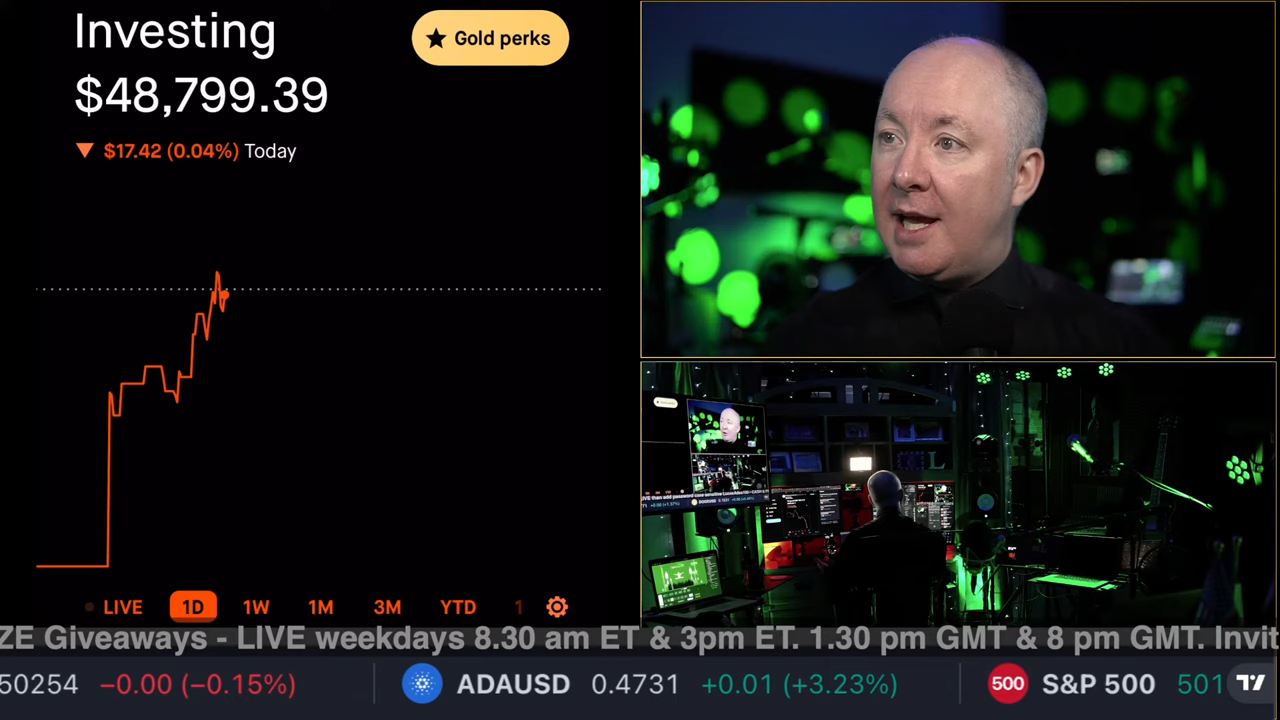 Investing
Gold perks
$48,799.39
$17.42 (0.04%) Today
LIVE 1D 1W 1M 3M YTD 1
ZE Giveaways - LIVE weekdays 8.30 am ET & 3pm ET. 1.30 pm GMT & 8 pm GMT. Invit
50254 −0.00 (−0.15%) ADAUSD 0.4731 +0.01 (+3.23%) 500 S&P 500 501